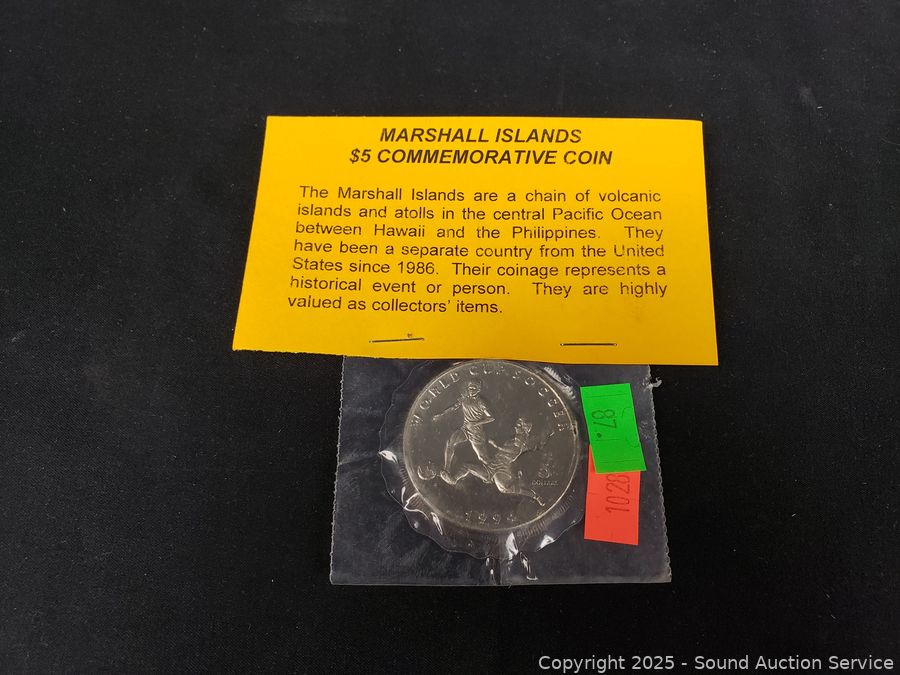 MARSHALL ISLANDS
$5 COMMEMORATIVE COIN
The Marshall Islands are a chain of volcanic
islands and atolls in the central Pacific Ocean
between Hawaii and the Philippines. They
have been a separate country from the United
States since 1986. Their coinage represents a
historical event or person. They are highly
valued as collectors' items.
WORLD CUP SOCCER
DOLLARS
1994
.78
1028
Copyright © 2025 - Sound Auction Service